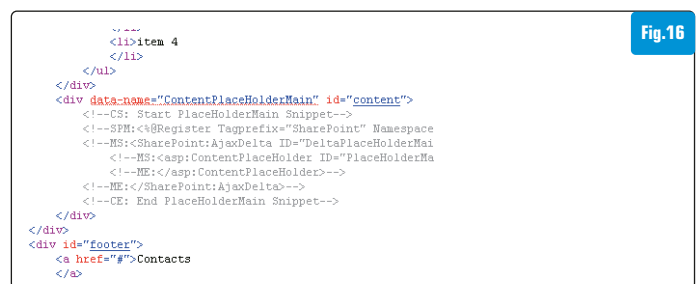 Fig.16
</li>
<li>item 4
</li>
</ul>
</div>
<div data-name="ContentPlaceHolderMain" id="content">
<!--CS: Start PlaceHolderMain Snippet-->
<!--SPM:<%@Register Tagprefix="SharePoint" Namespace
<!--MS:<SharePoint:AjaxDelta ID="DeltaPlaceHolderMai
<!--MS:<asp:ContentPlaceHolder ID="PlaceHolderMa
<!--ME:</asp:ContentPlaceHolder>-->
<!--ME:</SharePoint:AjaxDelta>-->
<!--CE: End PlaceHolderMain Snippet-->
</div>
</div>
<div id="footer">
<a href="#">Contacts
</a>